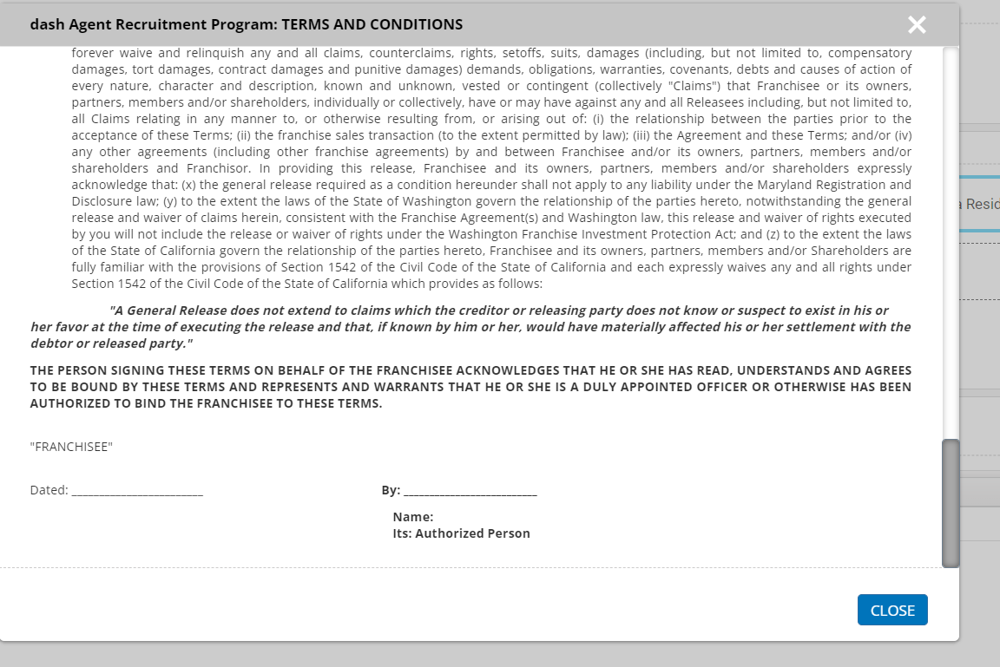 dash Agent Recruitment Program: TERMS AND CONDITIONS
forever waive and relinquish any and all claims, counterclaims, rights, setoffs, suits, damages (including, but not limited to, compensatory
damages, tort damages, contract damages and punitive damages) demands, obligations, warranties, covenants, debts and causes of action of
every nature, character and description, known and unknown, vested or contingent (collectively "Claims") that Franchisee or its owners,
partners, members and/or shareholders, individually or collectively, have or may have against any and all Releasees including, but not limited to,
all Claims relating in any manner to, or otherwise resulting from, or arising out of: (i) the relationship between the parties prior to the
acceptance of these Terms; (ii) the franchise sales transaction (to the extent permitted by law); (iii) the Agreement and these Terms; and/or (iv)
any other agreements (including other franchise agreements) by and between Franchisee and/or its owners, partners, members and/or
shareholders and Franchisor. In providing this release, Franchisee and its owners, partners, members and/or shareholders expressly
acknowledge that: (x) the general release required as a condition hereunder shall not apply to any liability under the Maryland Registration and
Disclosure law; (y) to the extent the laws of the State of Washington govern the relationship of the parties hereto, notwithstanding the general
release and waiver of claims herein, consistent with the Franchise Agreement(s) and Washington law, this release and waiver of rights executed
by you will not include the release or waiver of rights under the Washington Franchise Investment Protection Act; and (z) to the extent the laws
of the State of California govern the relationship of the parties hereto, Franchisee and its owners, partners, members and/or Shareholders are
fully familiar with the provisions of Section 1542 of the Civil Code of the State of California and each expressly waives any and all rights under
Section 1542 of the Civil Code of the State of California which provides as follows:
"A General Release does not extend to claims which the creditor or releasing party does not know or suspect to exist in his or
her favor at the time of executing the release and that, if known by him or her, would have materially affected his or her settlement with the
debtor or released party."
THE PERSON SIGNING THESE TERMS ON BEHALF OF THE FRANCHISEE ACKNOWLEDGES THAT HE OR SHE HAS READ, UNDERSTANDS AND AGREES
TO BE BOUND BY THESE TERMS AND REPRESENTS AND WARRANTS THAT HE OR SHE IS A DULY APPOINTED OFFICER OR OTHERWISE HAS BEEN
AUTHORIZED TO BIND THE FRANCHISEE TO THESE TERMS.
"FRANCHISEE"
Dated: ________________________ By: ________________________
Name:
Its: Authorized Person
CLOSE